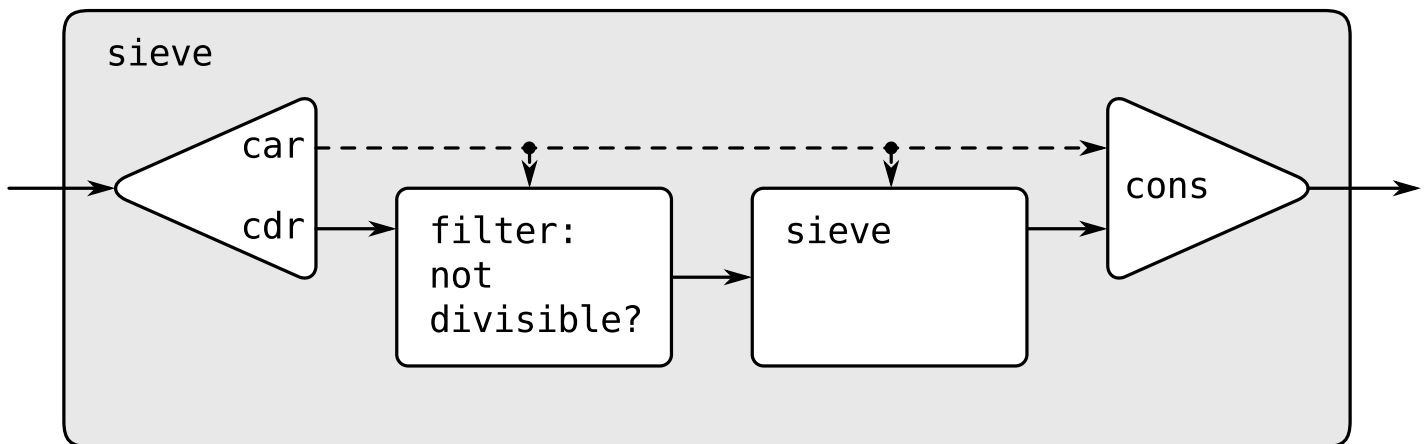 sieve
car
cdr
filter:
not
divisible?
sieve
cons